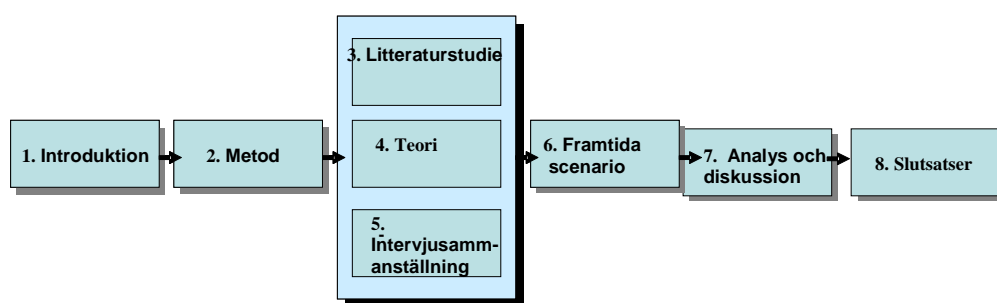 1. Introduktion
2. Metod
3. Litteraturstudie
4. Teori
5.
Intervjusamm-
anställning
6. Framtida
scenario
7. Analys och
diskussion
8. Slutsatser